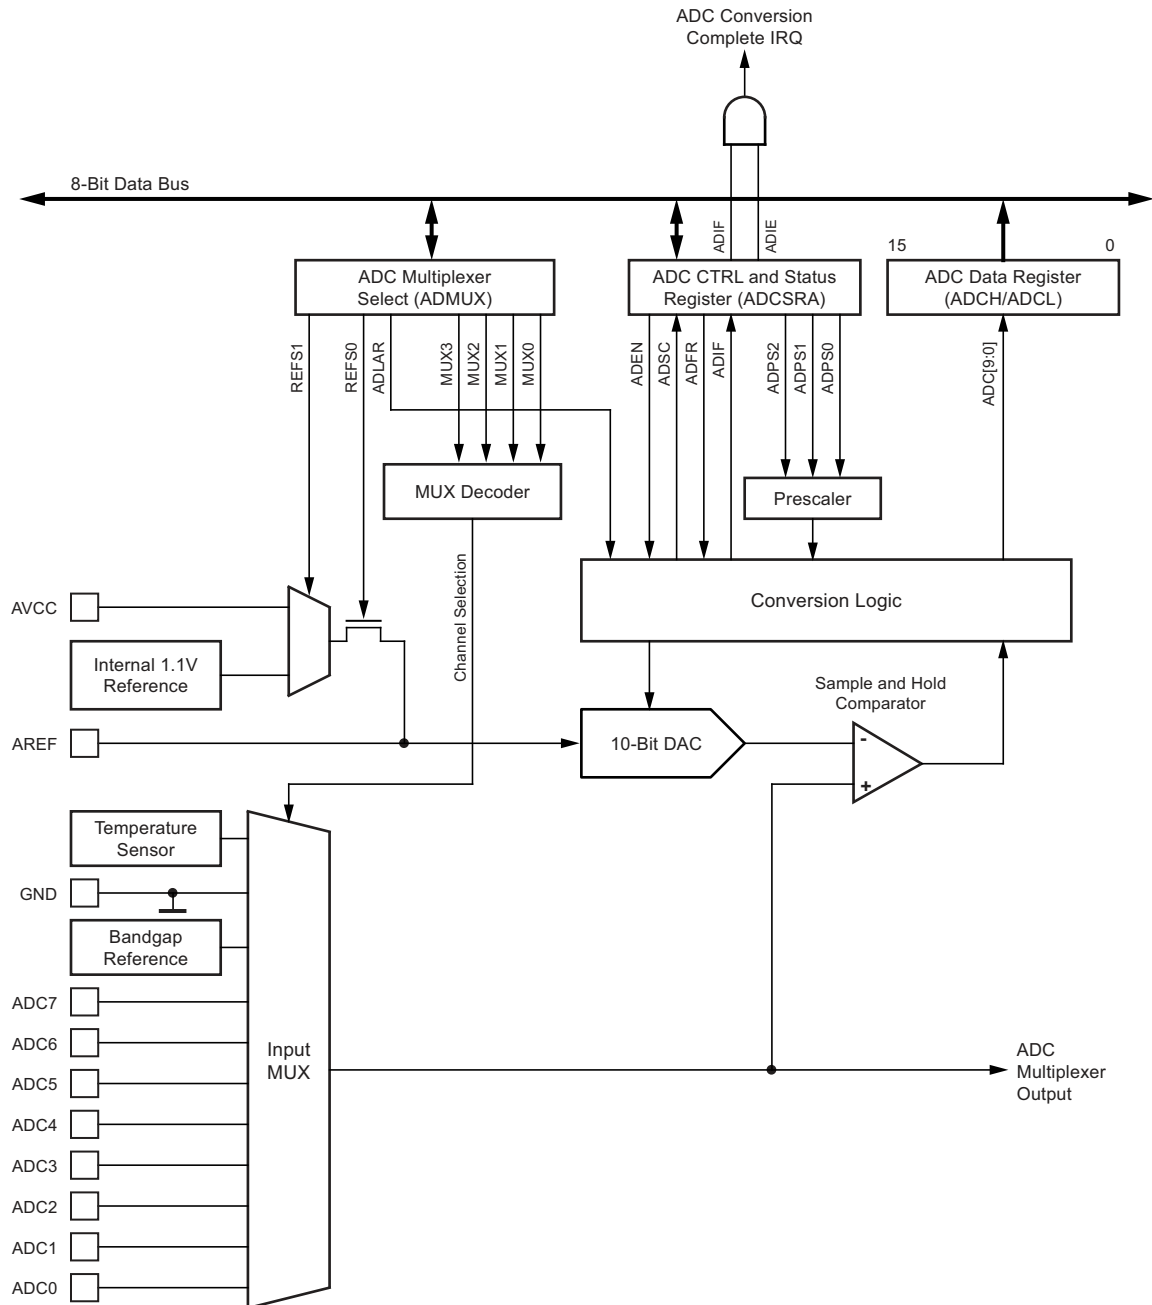 ADC Conversion
Complete IRQ
8-Bit Data Bus
ADIF
ADIE
15
0
ADC Multiplexer
Select (ADMUX)
ADC CTRL and Status
Register (ADCSRA)
ADC Data Register
(ADCH/ADCL)
REFS1
REFS0
ADLAR
MUX3
MUX2
MUX1
MUX0
ADEN
ADSC
ADFR
ADIF
ADPS2
ADPS1
ADPS0
ADC[9:0]
MUX Decoder
Prescaler
Channel Selection
Conversion Logic
AVCC
Internal 1.1V
Reference
Sample and Hold
Comparator
AREF
10-Bit DAC
-
+
Temperature
Sensor
GND
Bandgap
Reference
ADC7
ADC6
ADC5
ADC4
ADC3
ADC2
ADC1
ADC0
Input
MUX
ADC
Multiplexer
Output